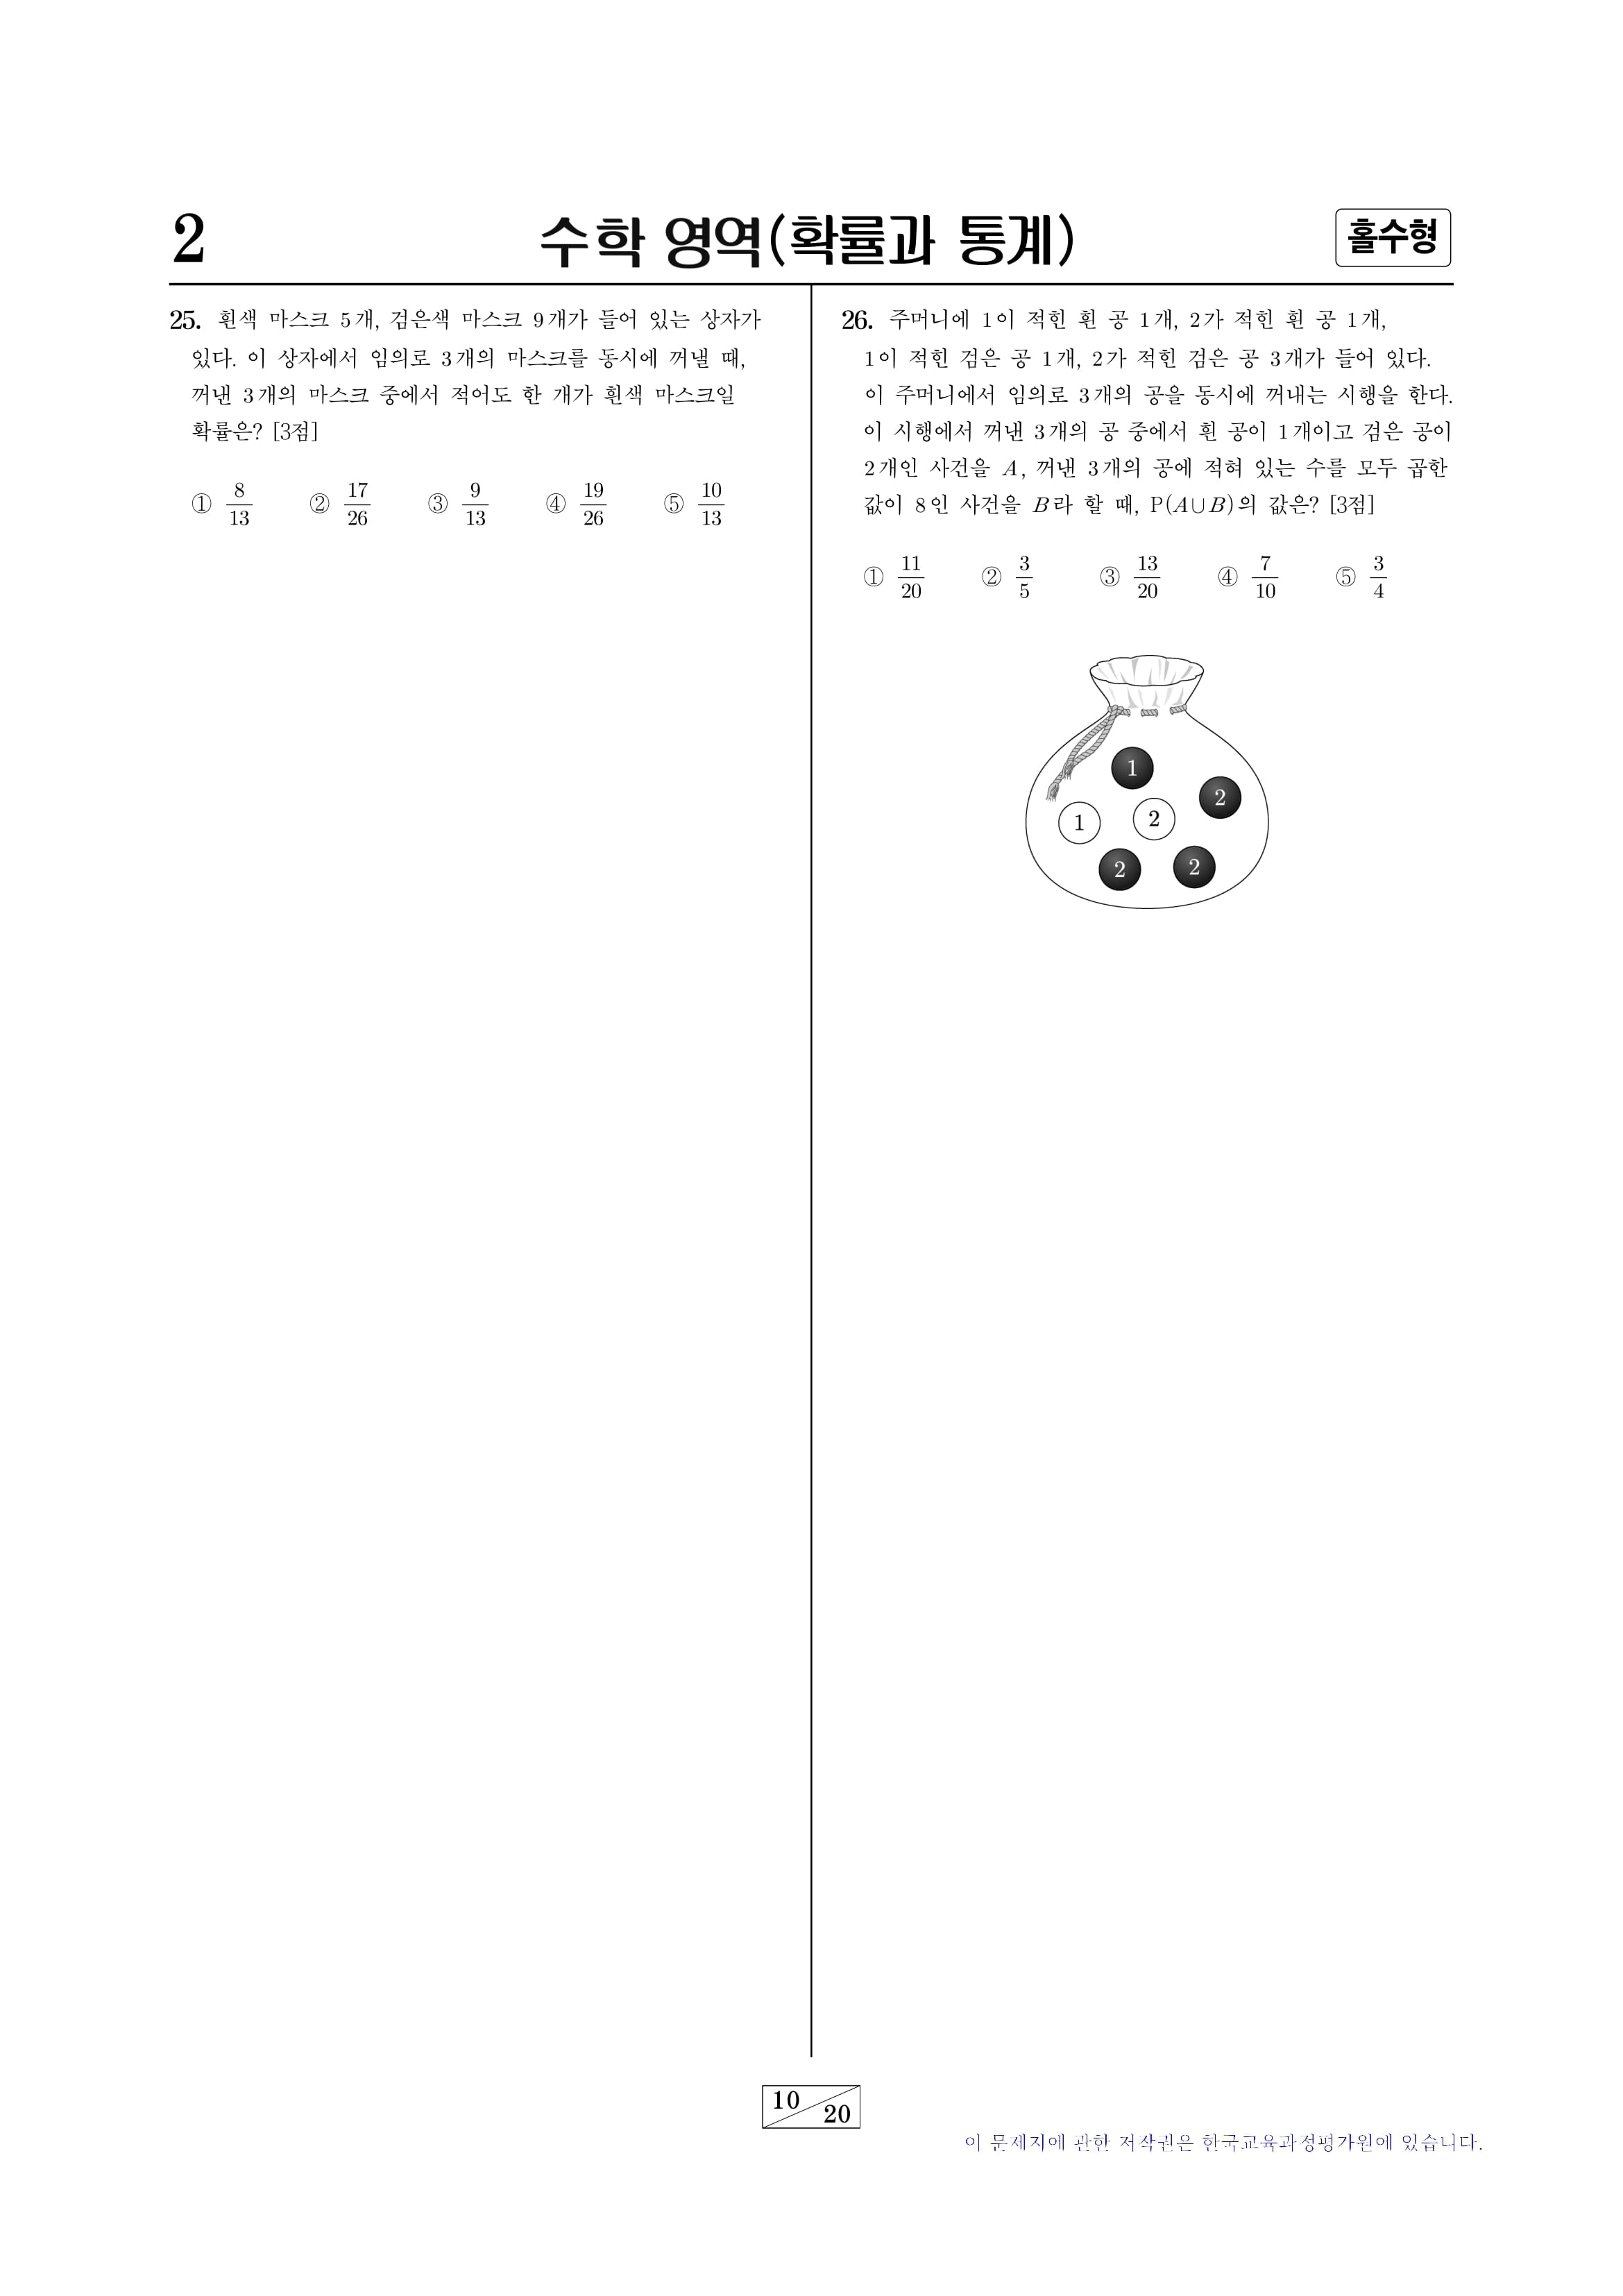 2
수학 영역(확률과 통계)
홀수형
25. 흰색 마스크 5개, 검은색 마스크 9개가 들어 있는 상자가
있다. 이 상자에서 임의로 3개의 마스크를 동시에 꺼낼 때,
꺼낸 3개의 마스크 중에서 적어도 한 개가 흰색 마스크일
확률은? [3점]
① 8/13 ② 17/26 ③ 9/13 ④ 19/26 ⑤ 10/13
26. 주머니에 1이 적힌 흰 공 1개, 2가 적힌 흰 공 1개,
1이 적힌 검은 공 1개, 2가 적힌 검은 공 3개가 들어 있다.
이 주머니에서 임의로 3개의 공을 동시에 꺼내는 시행을 한다.
이 시행에서 꺼낸 3개의 공 중에서 흰 공이 1개이고 검은 공이
2개인 사건을 A, 꺼낸 3개의 공에 적혀 있는 수를 모두 곱한
값이 8인 사건을 B라 할 때, P(A∪B)의 값은? [3점]
① 11/20 ② 3/5 ③ 13/20 ④ 7/10 ⑤ 3/4
1
2
1
2
2
2
10
20
이 문제지에 관한 저작권은 한국교육과정평가원에 있습니다.